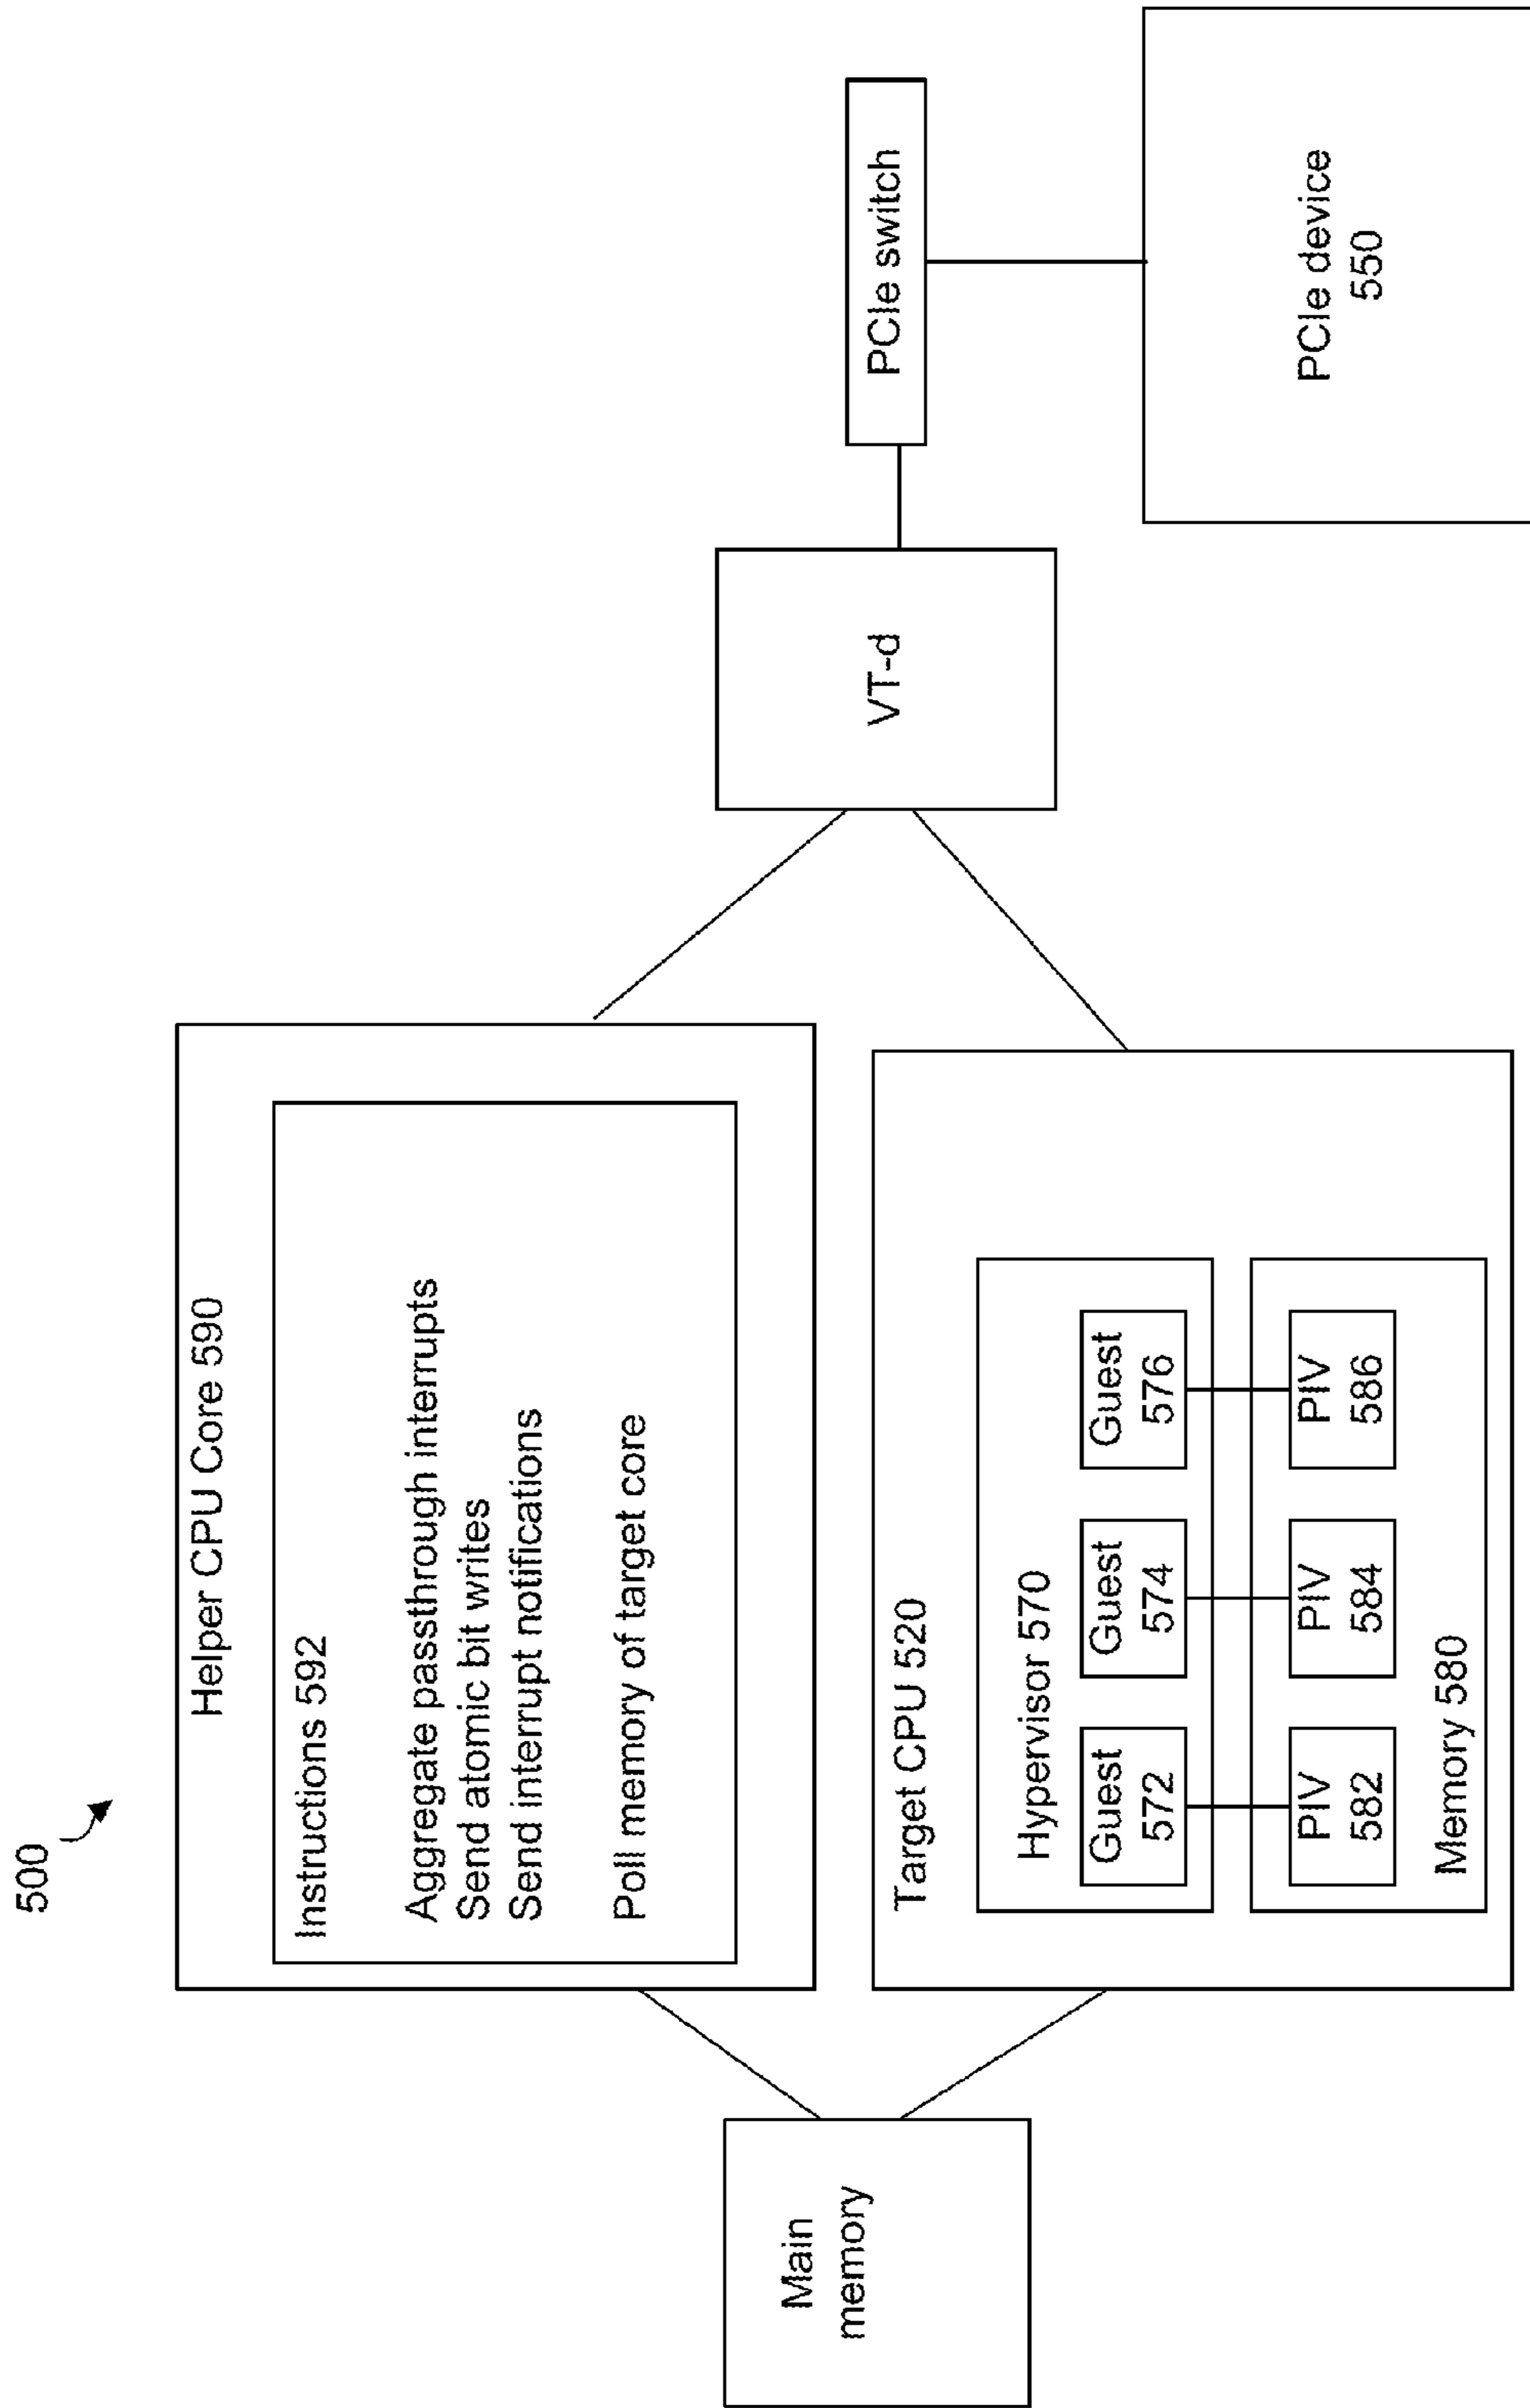 500
Helper CPU Core 590
Instructions 592
Aggregate passthrough interrupts
Send atomic bit writes
Send interrupt notifications
Poll memory of target core
Main
memory
Target CPU 520
Hypervisor 570
Guest
572
Guest
574
Guest
576
PIV
582
PIV
584
PIV
586
Memory 580
VT-d
PCIe switch
PCIe device
550